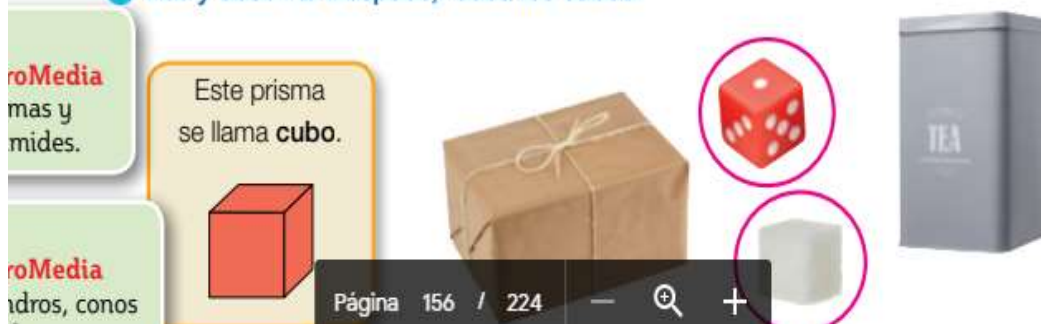 roMedia
mas y
mides.
Este prisma
se llama cubo.
TEA
roMedia
ndros, conos
Página 156 / 224